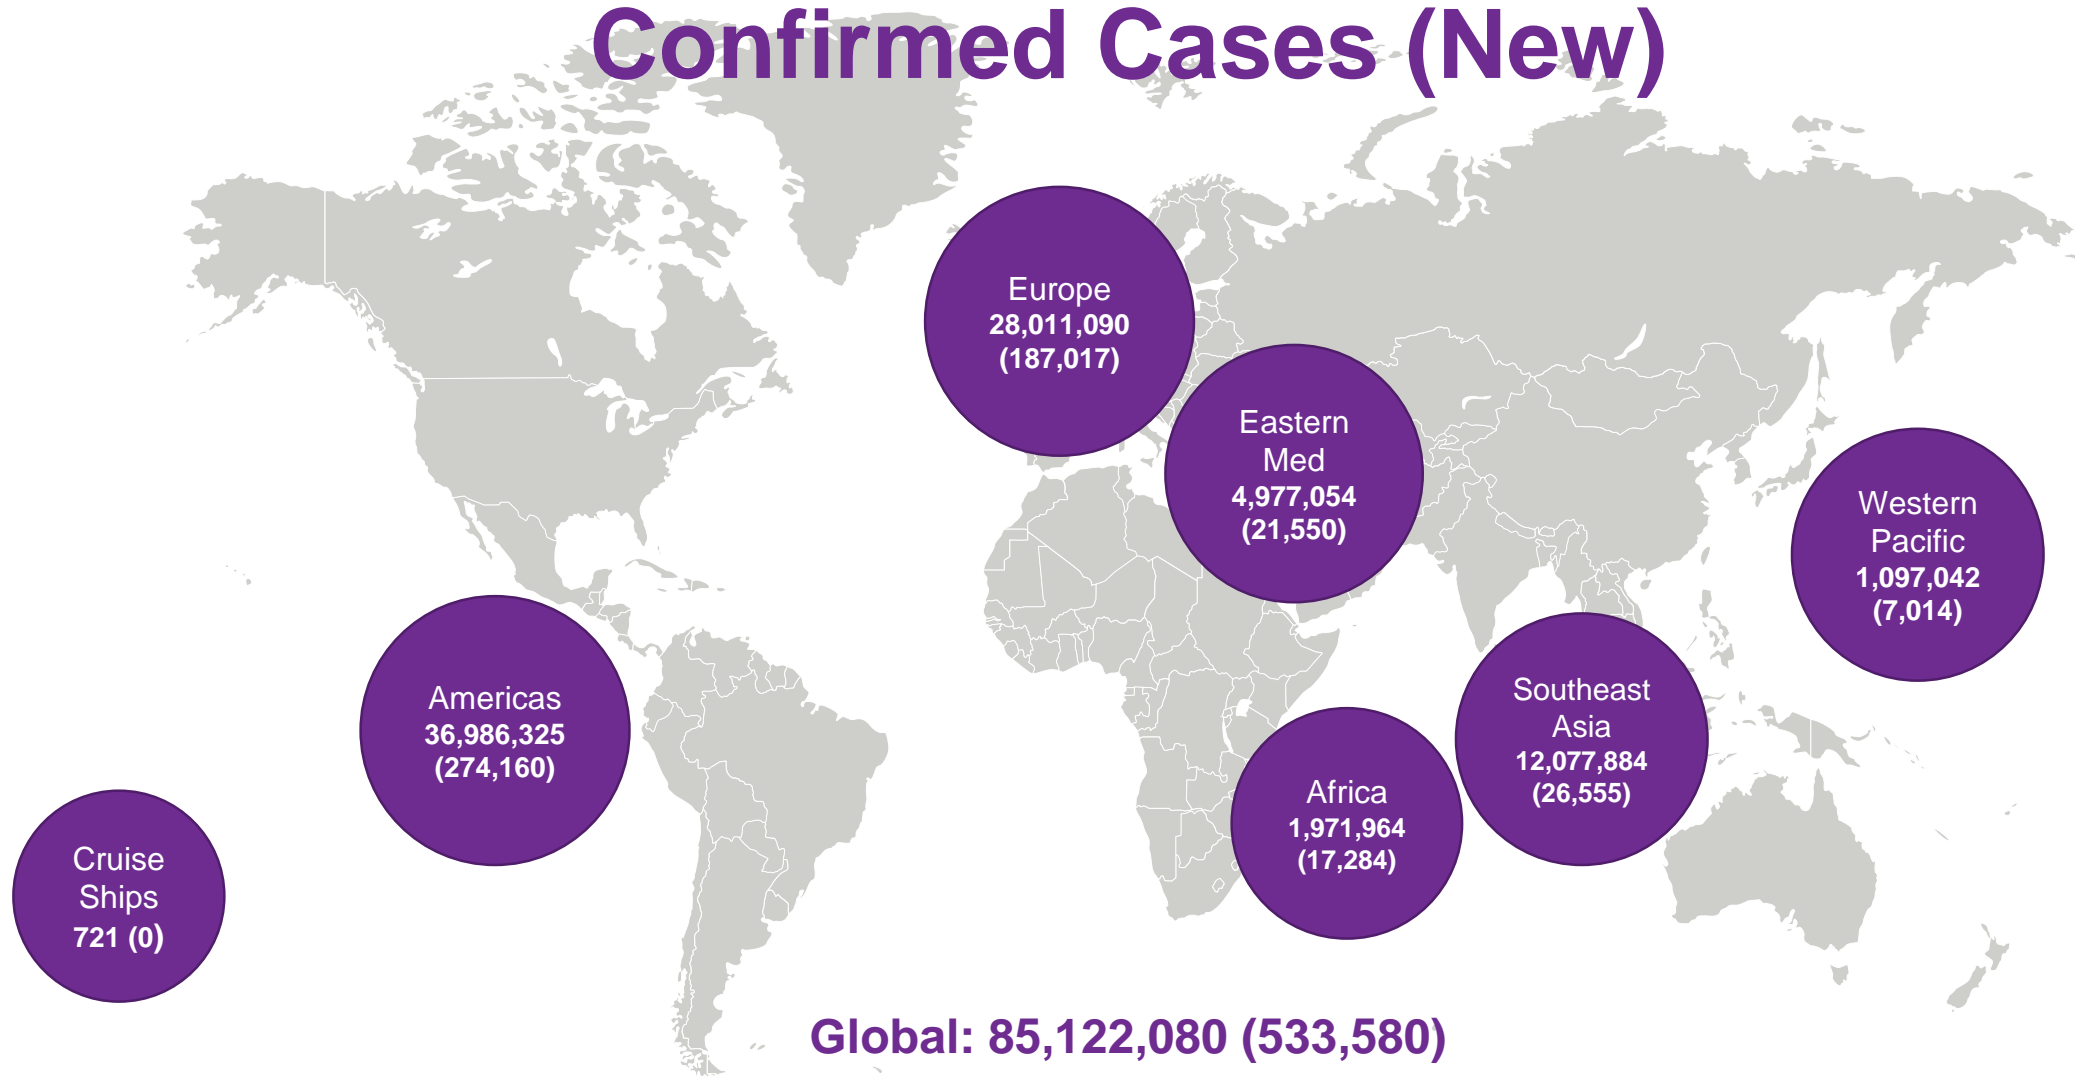 Confirmed Cases (New)
Europe
28,011,090
(187,017)
Eastern
Med
4,977,054
(21,550)
Western
Pacific
1,097,042
(7,014)
Americas
36,986,325
(274,160)
Southeast
Asia
12,077,884
(26,555)
Africa
1,971,964
(17,284)
Cruise
Ships
721 (0)
Global: 85,122,080 (533,580)